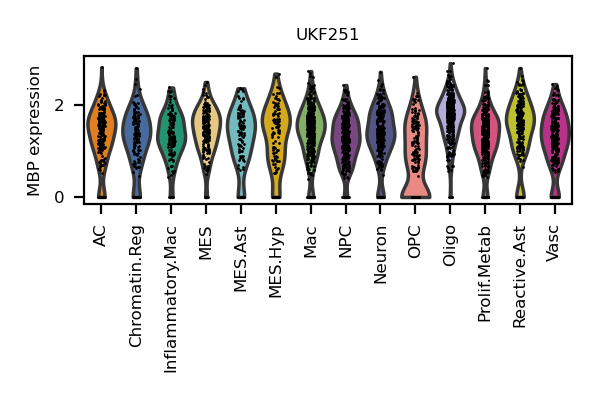 UKF251
MBP expression
2
0
AC
Chromatin.Reg
Inflammatory.Mac
MES
MES.Ast
MES.Hyp
Mac
NPC
Neuron
OPC
Oligo
Prolif.Metab
Reactive.Ast
Vasc